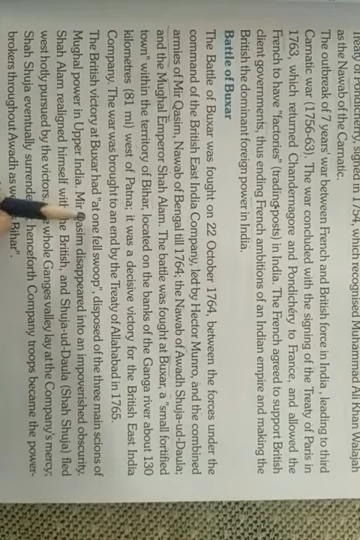 Treaty of Pondicherry, signed in 1754, which recognised Muhammad Ali Khan Walajah
as the Nawab of the Carnatic.
The outbreak of 7 years' war between French and British force in India, leading to third
Carnatic war (1756-63). The war concluded with the signing of the Treaty of Paris in
1763, which returned Chandernagore and Pondichéry to France, and allowed the
French to have "factories" (trading posts) in India. The French agreed to support British
client governments, thus ending French ambitions of an Indian empire and making the
British the dominant foreign power in India.
Battle of Buxar
The Battle of Buxar was fought on 22 October 1764, between the forces under the
command of the British East India Company, led by Hector Munro, and the combined
armies of Mir Qasim, Nawab of Bengal till 1764; the Nawab of Awadh Shuja-ud-Daula;
and the Mughal Emperor Shah Alam. The battle was fought at Buxar, a "small fortified
town" within the territory of Bihar, located on the banks of the Ganga river about 130
kilometres (81 mi) west of Patna; it was a decisive victory for the British East India
Company. The war was brought to an end by the Treaty of Allahabad in 1765.
The British victory at Buxar had "at one fell swoop", disposed of the three main scions of
Mughal power in Upper India. Mir Qasim disappeared into an impoverished obscurity.
Shah Alam realigned himself with the British, and Shuja-ud-Daula (Shah Shuja) fled
west hotly pursued by the victors. whole Ganges valley lay at the Company's mercy;
Shah Shuja eventually surrende henceforth Company troops became the power-
brokers throughout Awadh as w Bihar".